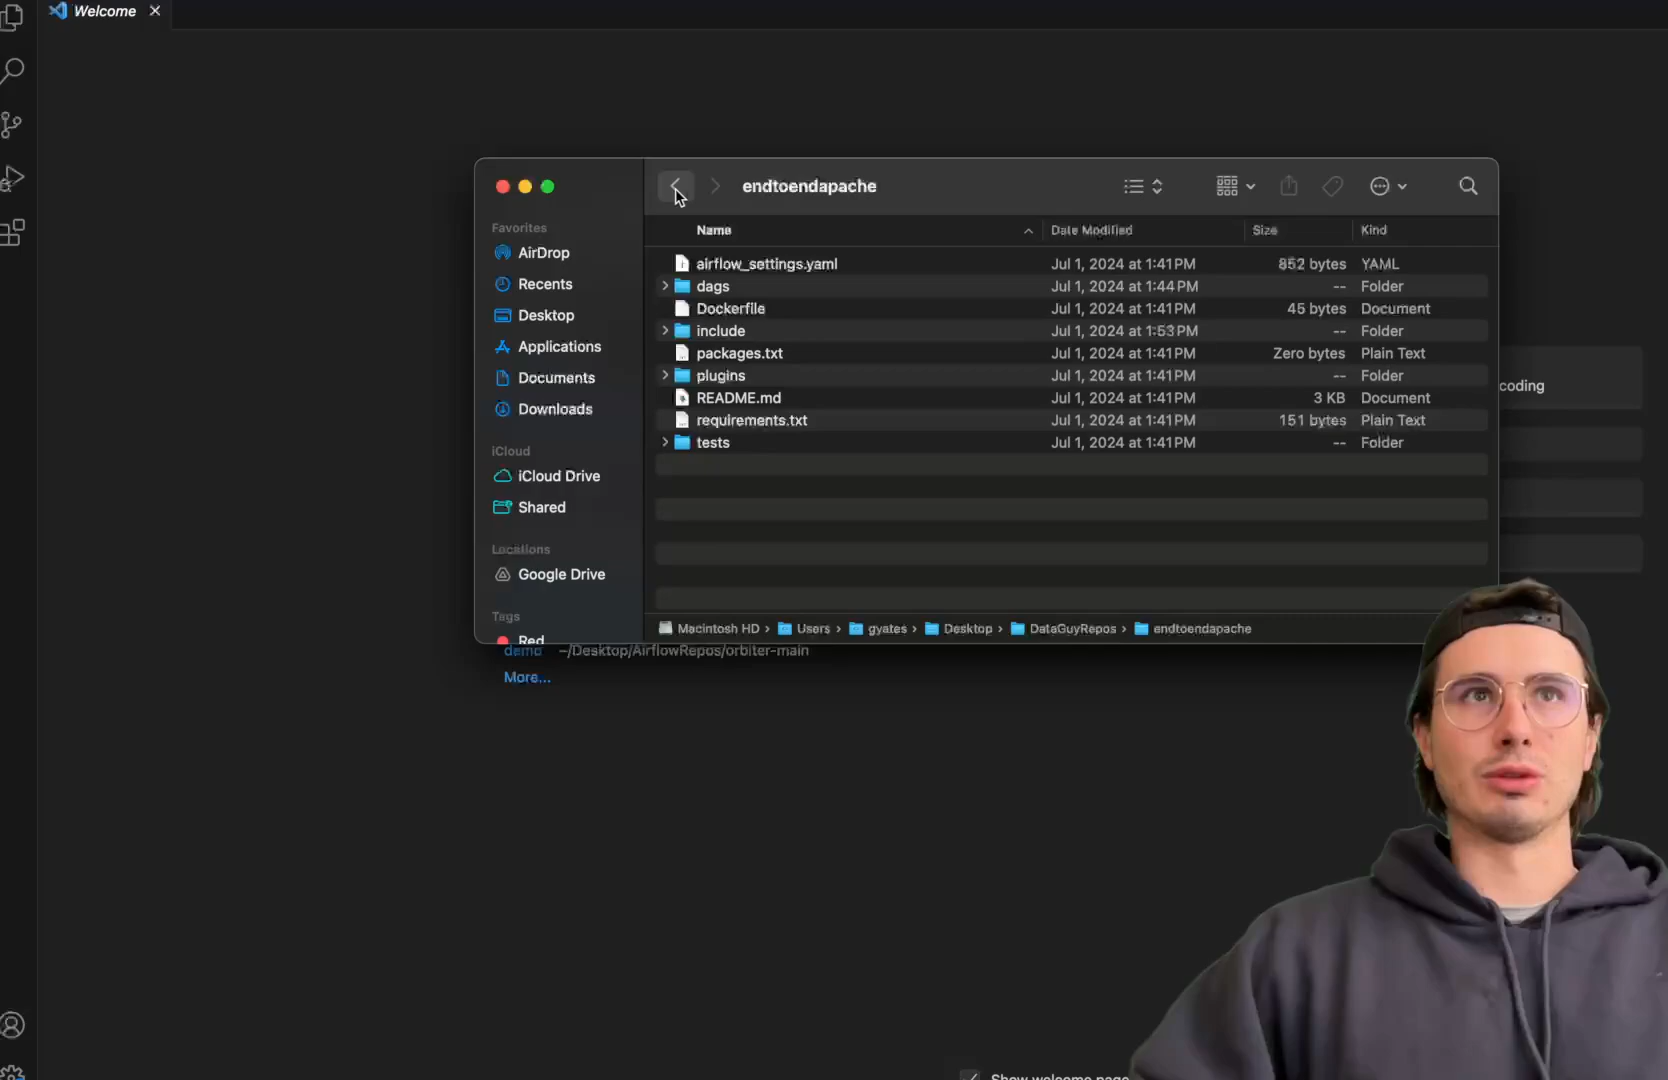 Welcome
endtoendapache
Favorites
AirDrop
Recents
Desktop
Applications
Documents
Downloads
iCloud
iCloud Drive
Shared
Locations
Google Drive
Tags
Red
Name Date Modified Size Kind
airflow_settings.yaml Jul 1, 2024 at 1:41 PM 852 bytes YAML
dags Jul 1, 2024 at 1:44 PM -- Folder
Dockerfile Jul 1, 2024 at 1:41 PM 45 bytes Document
include Jul 1, 2024 at 1:53 PM -- Folder
packages.txt Jul 1, 2024 at 1:41 PM Zero bytes Plain Text
plugins Jul 1, 2024 at 1:41 PM -- Folder
README.md Jul 1, 2024 at 1:41 PM 3 KB Document
requirements.txt Jul 1, 2024 at 1:41 PM 151 bytes Plain Text
tests Jul 1, 2024 at 1:41 PM -- Folder
Macintosh HD › Users › gyates › Desktop › DataGuyRepos › endtoendapache
coding
demo ~/Desktop/AirflowRepos/orbiter-main
More...
Show welcome page